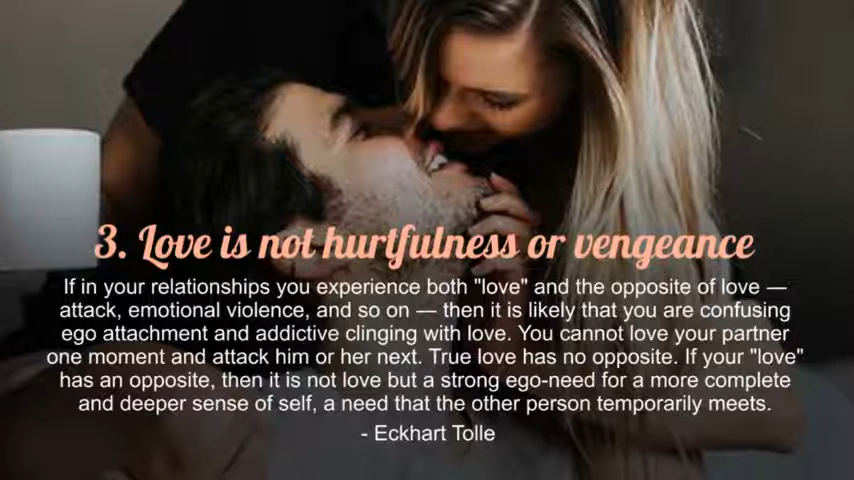 3. Love is not hurtfulness or vengeance
If in your relationships you experience both "love" and the opposite of love —
attack, emotional violence, and so on — then it is likely that you are confusing
ego attachment and addictive clinging with love. You cannot love your partner
one moment and attack him or her next. True love has no opposite. If your "love"
has an opposite, then it is not love but a strong ego-need for a more complete
and deeper sense of self, a need that the other person temporarily meets.
- Eckhart Tolle